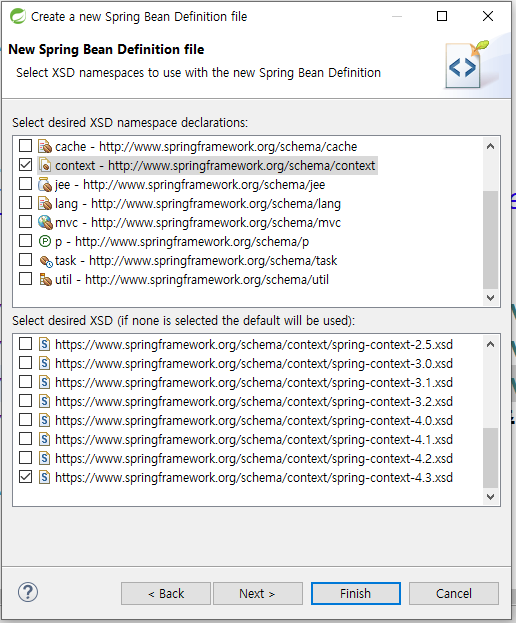 Create a new Spring Bean Definition file
New Spring Bean Definition file
Select XSD namespaces to use with the new Spring Bean Definition
Select desired XSD namespace declarations:
cache - http://www.springframework.org/schema/cache
context - http://www.springframework.org/schema/context
jee - http://www.springframework.org/schema/jee
lang - http://www.springframework.org/schema/lang
mvc - http://www.springframework.org/schema/mvc
p - http://www.springframework.org/schema/p
task - http://www.springframework.org/schema/task
util - http://www.springframework.org/schema/util
Select desired XSD (if none is selected the default will be used):
https://www.springframework.org/schema/context/spring-context-2.5.xsd
https://www.springframework.org/schema/context/spring-context-3.0.xsd
https://www.springframework.org/schema/context/spring-context-3.1.xsd
https://www.springframework.org/schema/context/spring-context-3.2.xsd
https://www.springframework.org/schema/context/spring-context-4.0.xsd
https://www.springframework.org/schema/context/spring-context-4.1.xsd
https://www.springframework.org/schema/context/spring-context-4.2.xsd
https://www.springframework.org/schema/context/spring-context-4.3.xsd
< Back Next > Finish Cancel